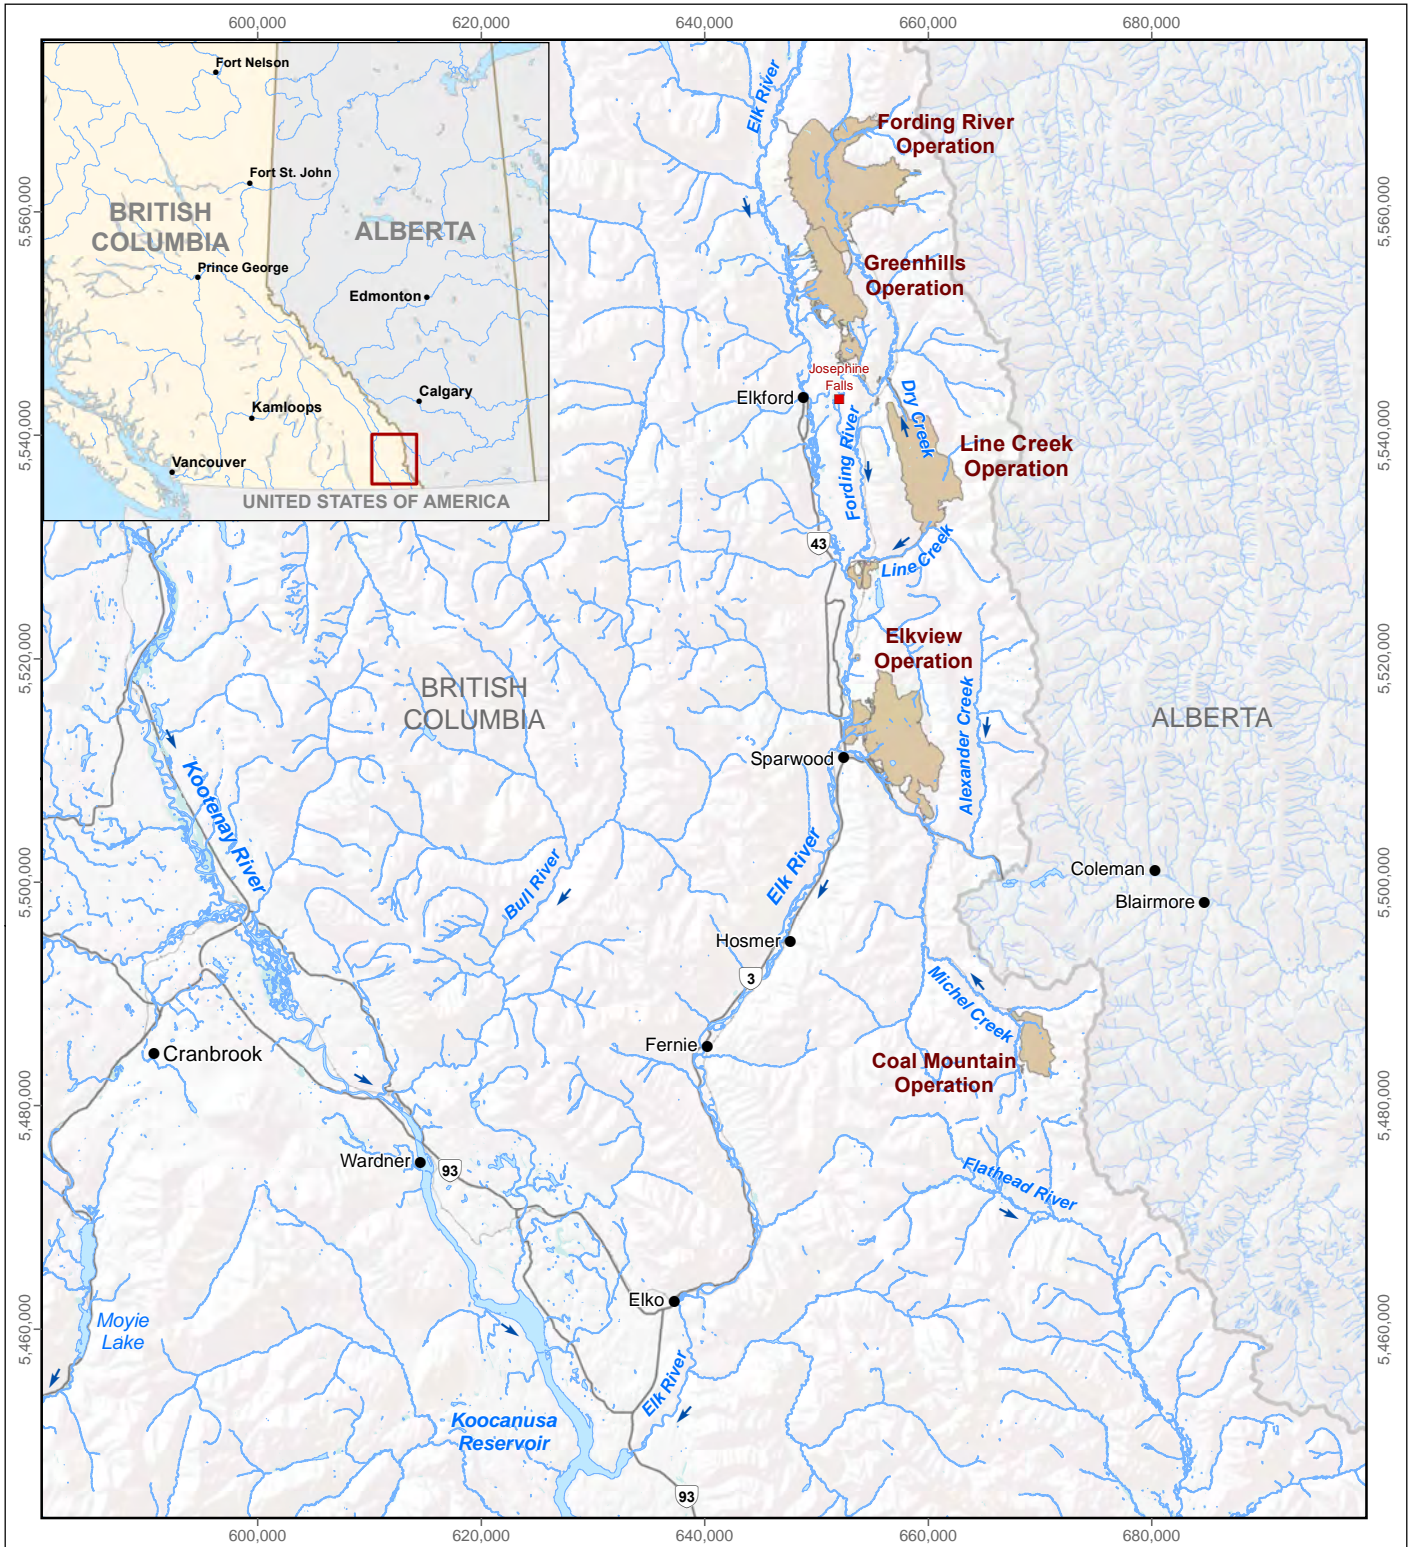 600,000
620,000
640,000
660,000
680,000
Fort Nelson
Fort St. John
BRITISH
COLUMBIA
ALBERTA
Prince George
Edmonton
Calgary
Kamloops
Vancouver
UNITED STATES OF AMERICA
5,560,000
5,540,000
5,520,000
5,500,000
5,480,000
5,460,000
Elk River
Fording River
Operation
Greenhills
Operation
Josephine
Falls
Elkford
Dry Creek
Fording River
Line Creek
Operation
43
Line Creek
Elkview
Operation
BRITISH
COLUMBIA
ALBERTA
Alexander Creek
Sparwood
Kootenay River
Elk River
Bull River
Coleman
Blairmore
Hosmer
3
Michel Creek
Fernie
Cranbrook
Coal Mountain
Operation
Wardner
93
Flathead River
Elko
Moyie
Lake
Elk River
Koocanusa
Reservoir
93
5,560,000
5,540,000
5,520,000
5,500,000
5,480,000
5,460,000
600,000
620,000
640,000
660,000
680,000